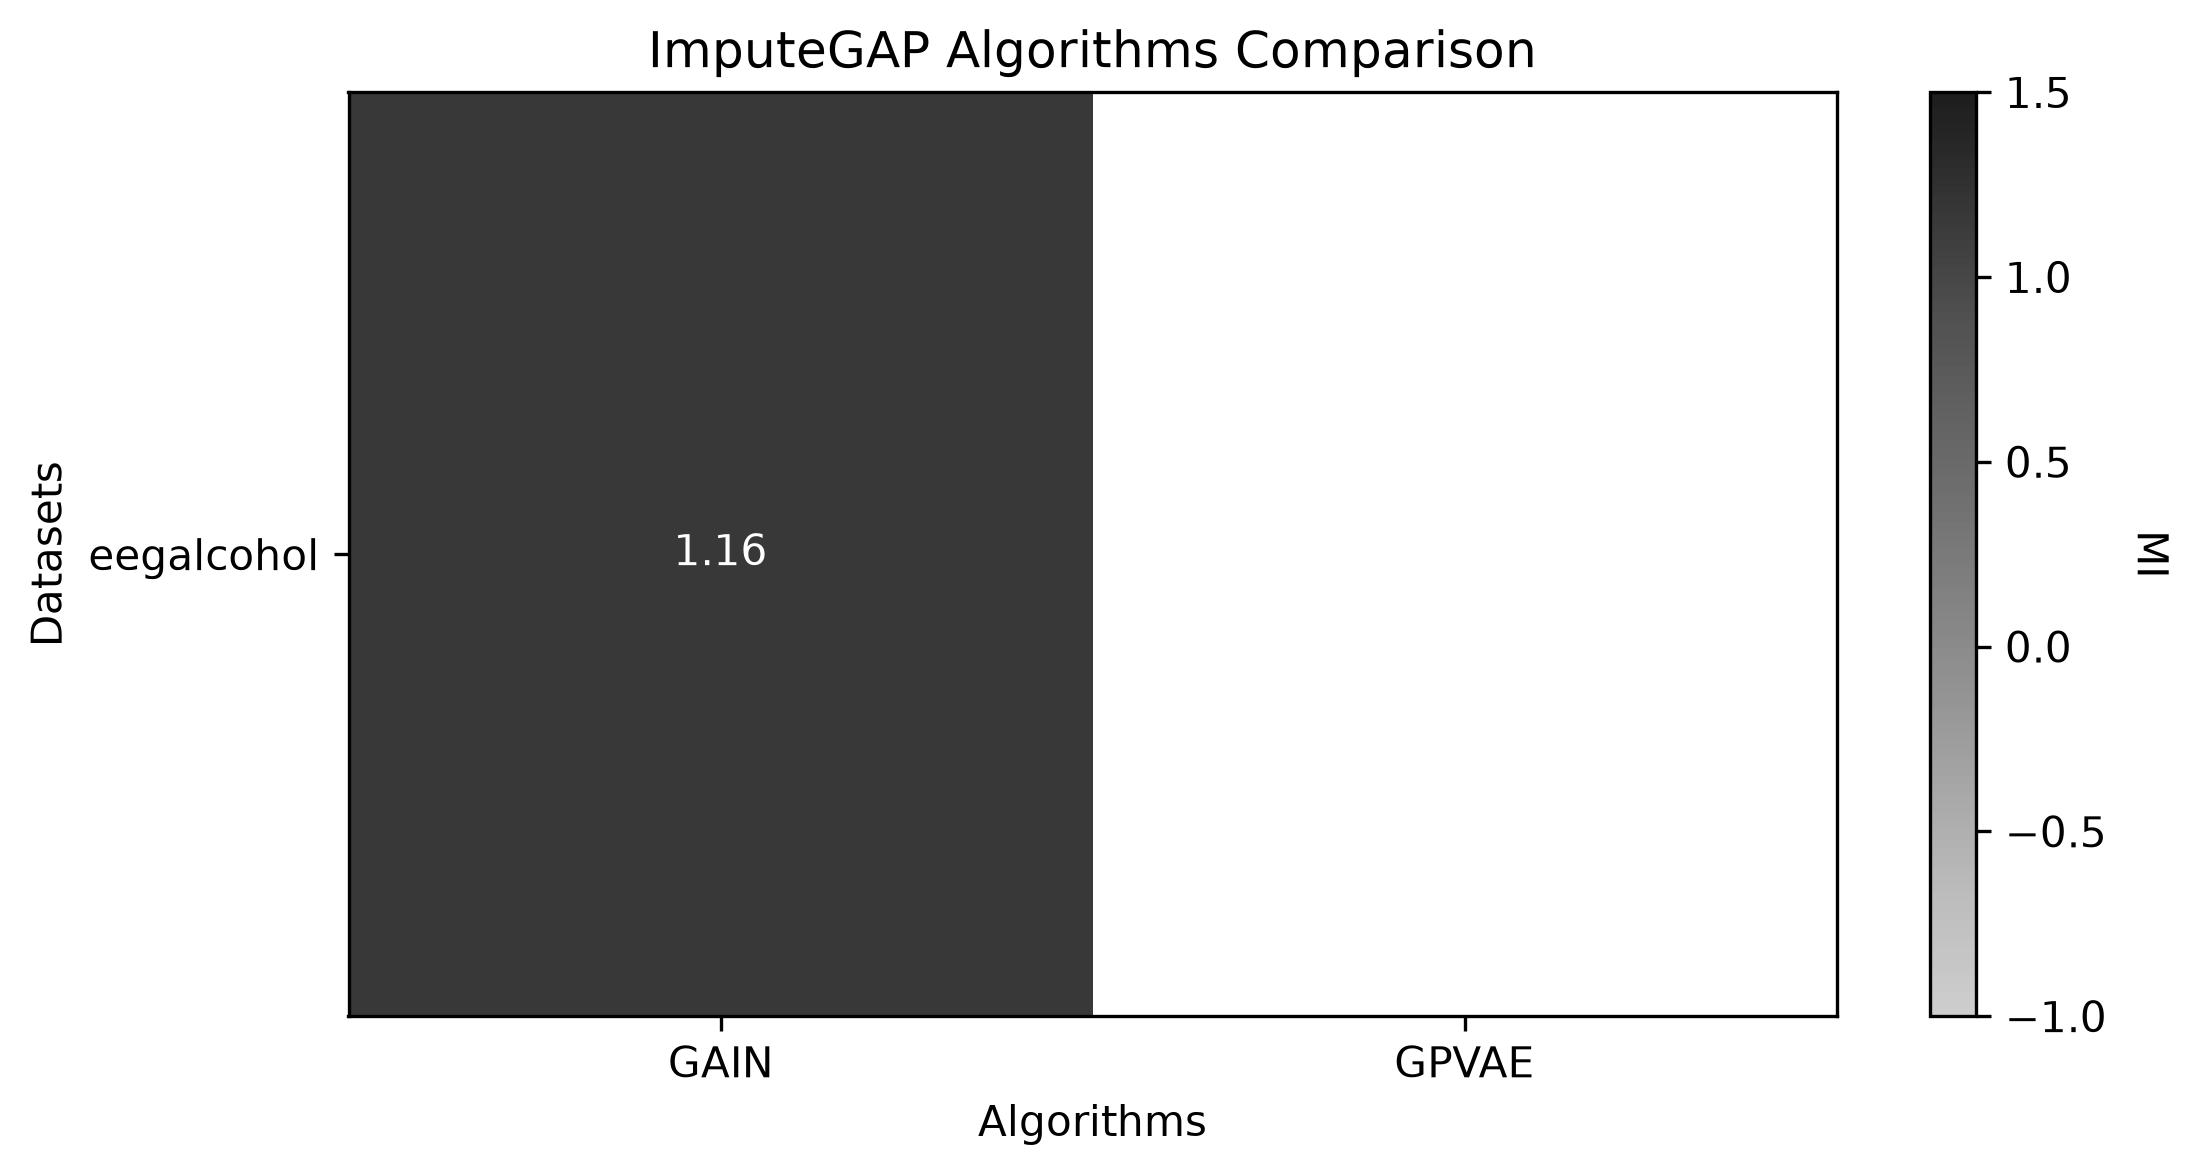 ImputeGAP Algorithms Comparison
Datasets
eegalcohol
1.16
GAIN
GPVAE
Algorithms
1.5
1.0
0.5
0.0
−0.5
−1.0
MI